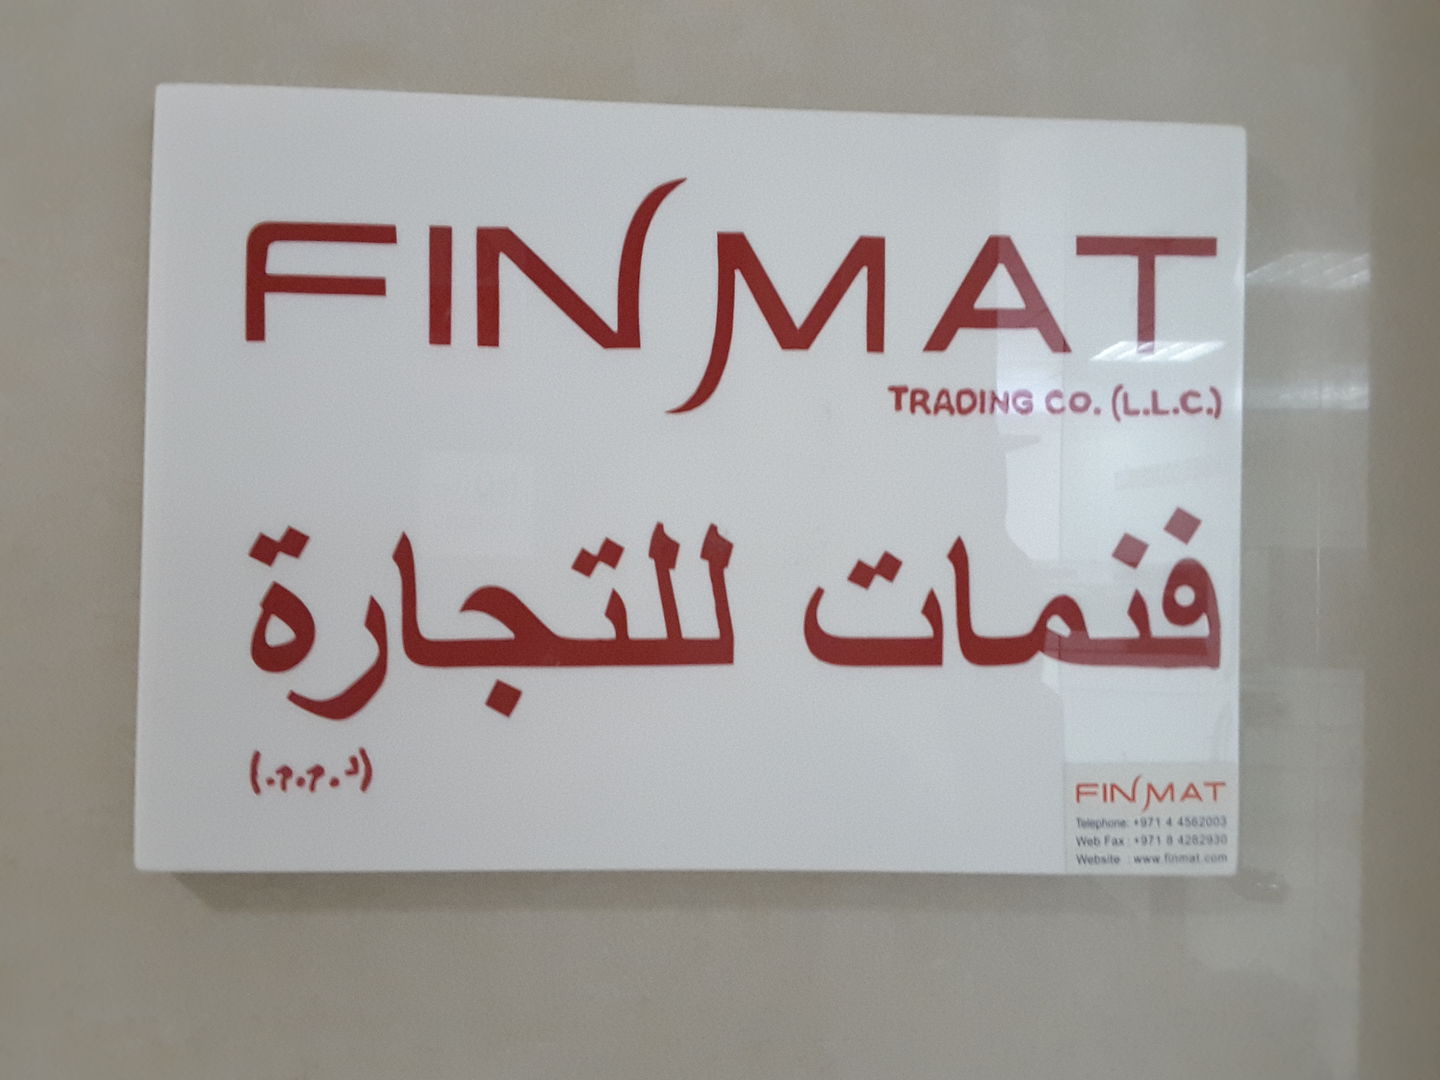 FINMAT
TRADING CO. (L.L.C.)
فنمات للتجارة
(ذ.م.م.)
FINMAT
Telephone: +971 4 4562003
Web Fax : +971 8 4282930
Website : www.finmat.com